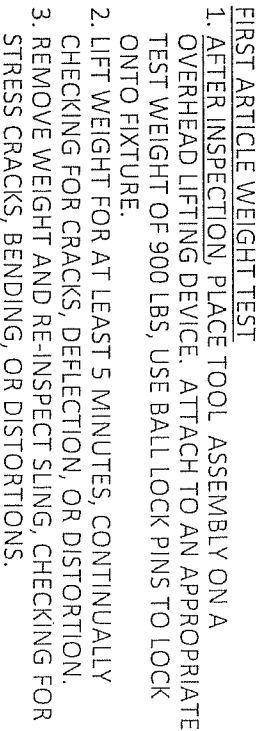 FIRST ARTICLE WEIGHT TEST
1. AFTER INSPECTION, PLACE TOOL ASSEMBLY ON A
OVERHEAD LIFTING DEVICE. ATTACH TO AN APPROPRIATE
TEST WEIGHT OF 900 LBS, USE BALL LOCK PINS TO LOCK
ONTO FIXTURE.
2. LIFT WEIGHT FOR AT LEAST 5 MINUTES, CONTINUALLY
CHECKING FOR CRACKS, DEFLECTION, OR DISTORTION.
3. REMOVE WEIGHT AND RE-INSPECT SLING, CHECKING FOR
STRESS CRACKS, BENDING, OR DISTORTIONS.